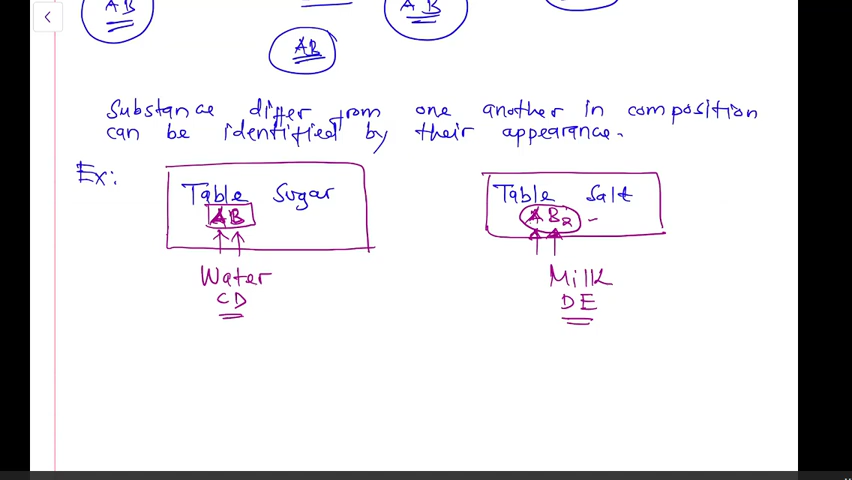 AB
AB
AB
Substance differ from one another in composition
can be identified by their appearance.
Ex:
Table Sugar
Table Salt
AB
AB2
Water
Milk
CD
DE